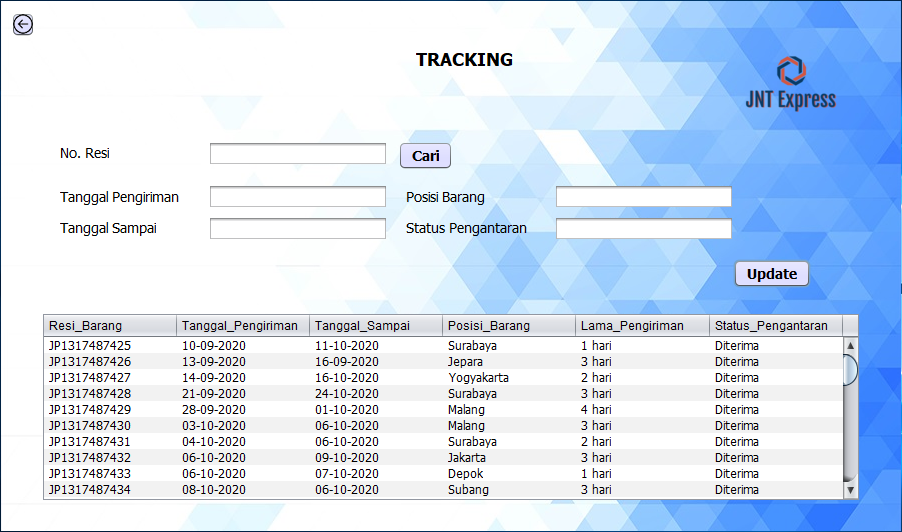 TRACKING
JNT Express
No. Resi
Cari
Tanggal Pengiriman
Posisi Barang
Tanggal Sampai
Status Pengantaran
Update
Resi_Barang Tanggal_Pengiriman Tanggal_Sampai Posisi_Barang Lama_Pengiriman Status_Pengantaran
JP1317487425 10-09-2020 11-10-2020 Surabaya 1 hari Diterima
JP1317487426 13-09-2020 16-09-2020 Jepara 3 hari Diterima
JP1317487427 14-09-2020 16-10-2020 Yogyakarta 2 hari Diterima
JP1317487428 21-09-2020 24-10-2020 Surabaya 3 hari Diterima
JP1317487429 28-09-2020 01-10-2020 Malang 4 hari Diterima
JP1317487430 03-10-2020 06-10-2020 Malang 3 hari Diterima
JP1317487431 04-10-2020 06-10-2020 Surabaya 2 hari Diterima
JP1317487432 06-10-2020 09-10-2020 Jakarta 3 hari Diterima
JP1317487433 06-10-2020 07-10-2020 Depok 1 hari Diterima
JP1317487434 08-10-2020 06-10-2020 Subang 3 hari Diterima